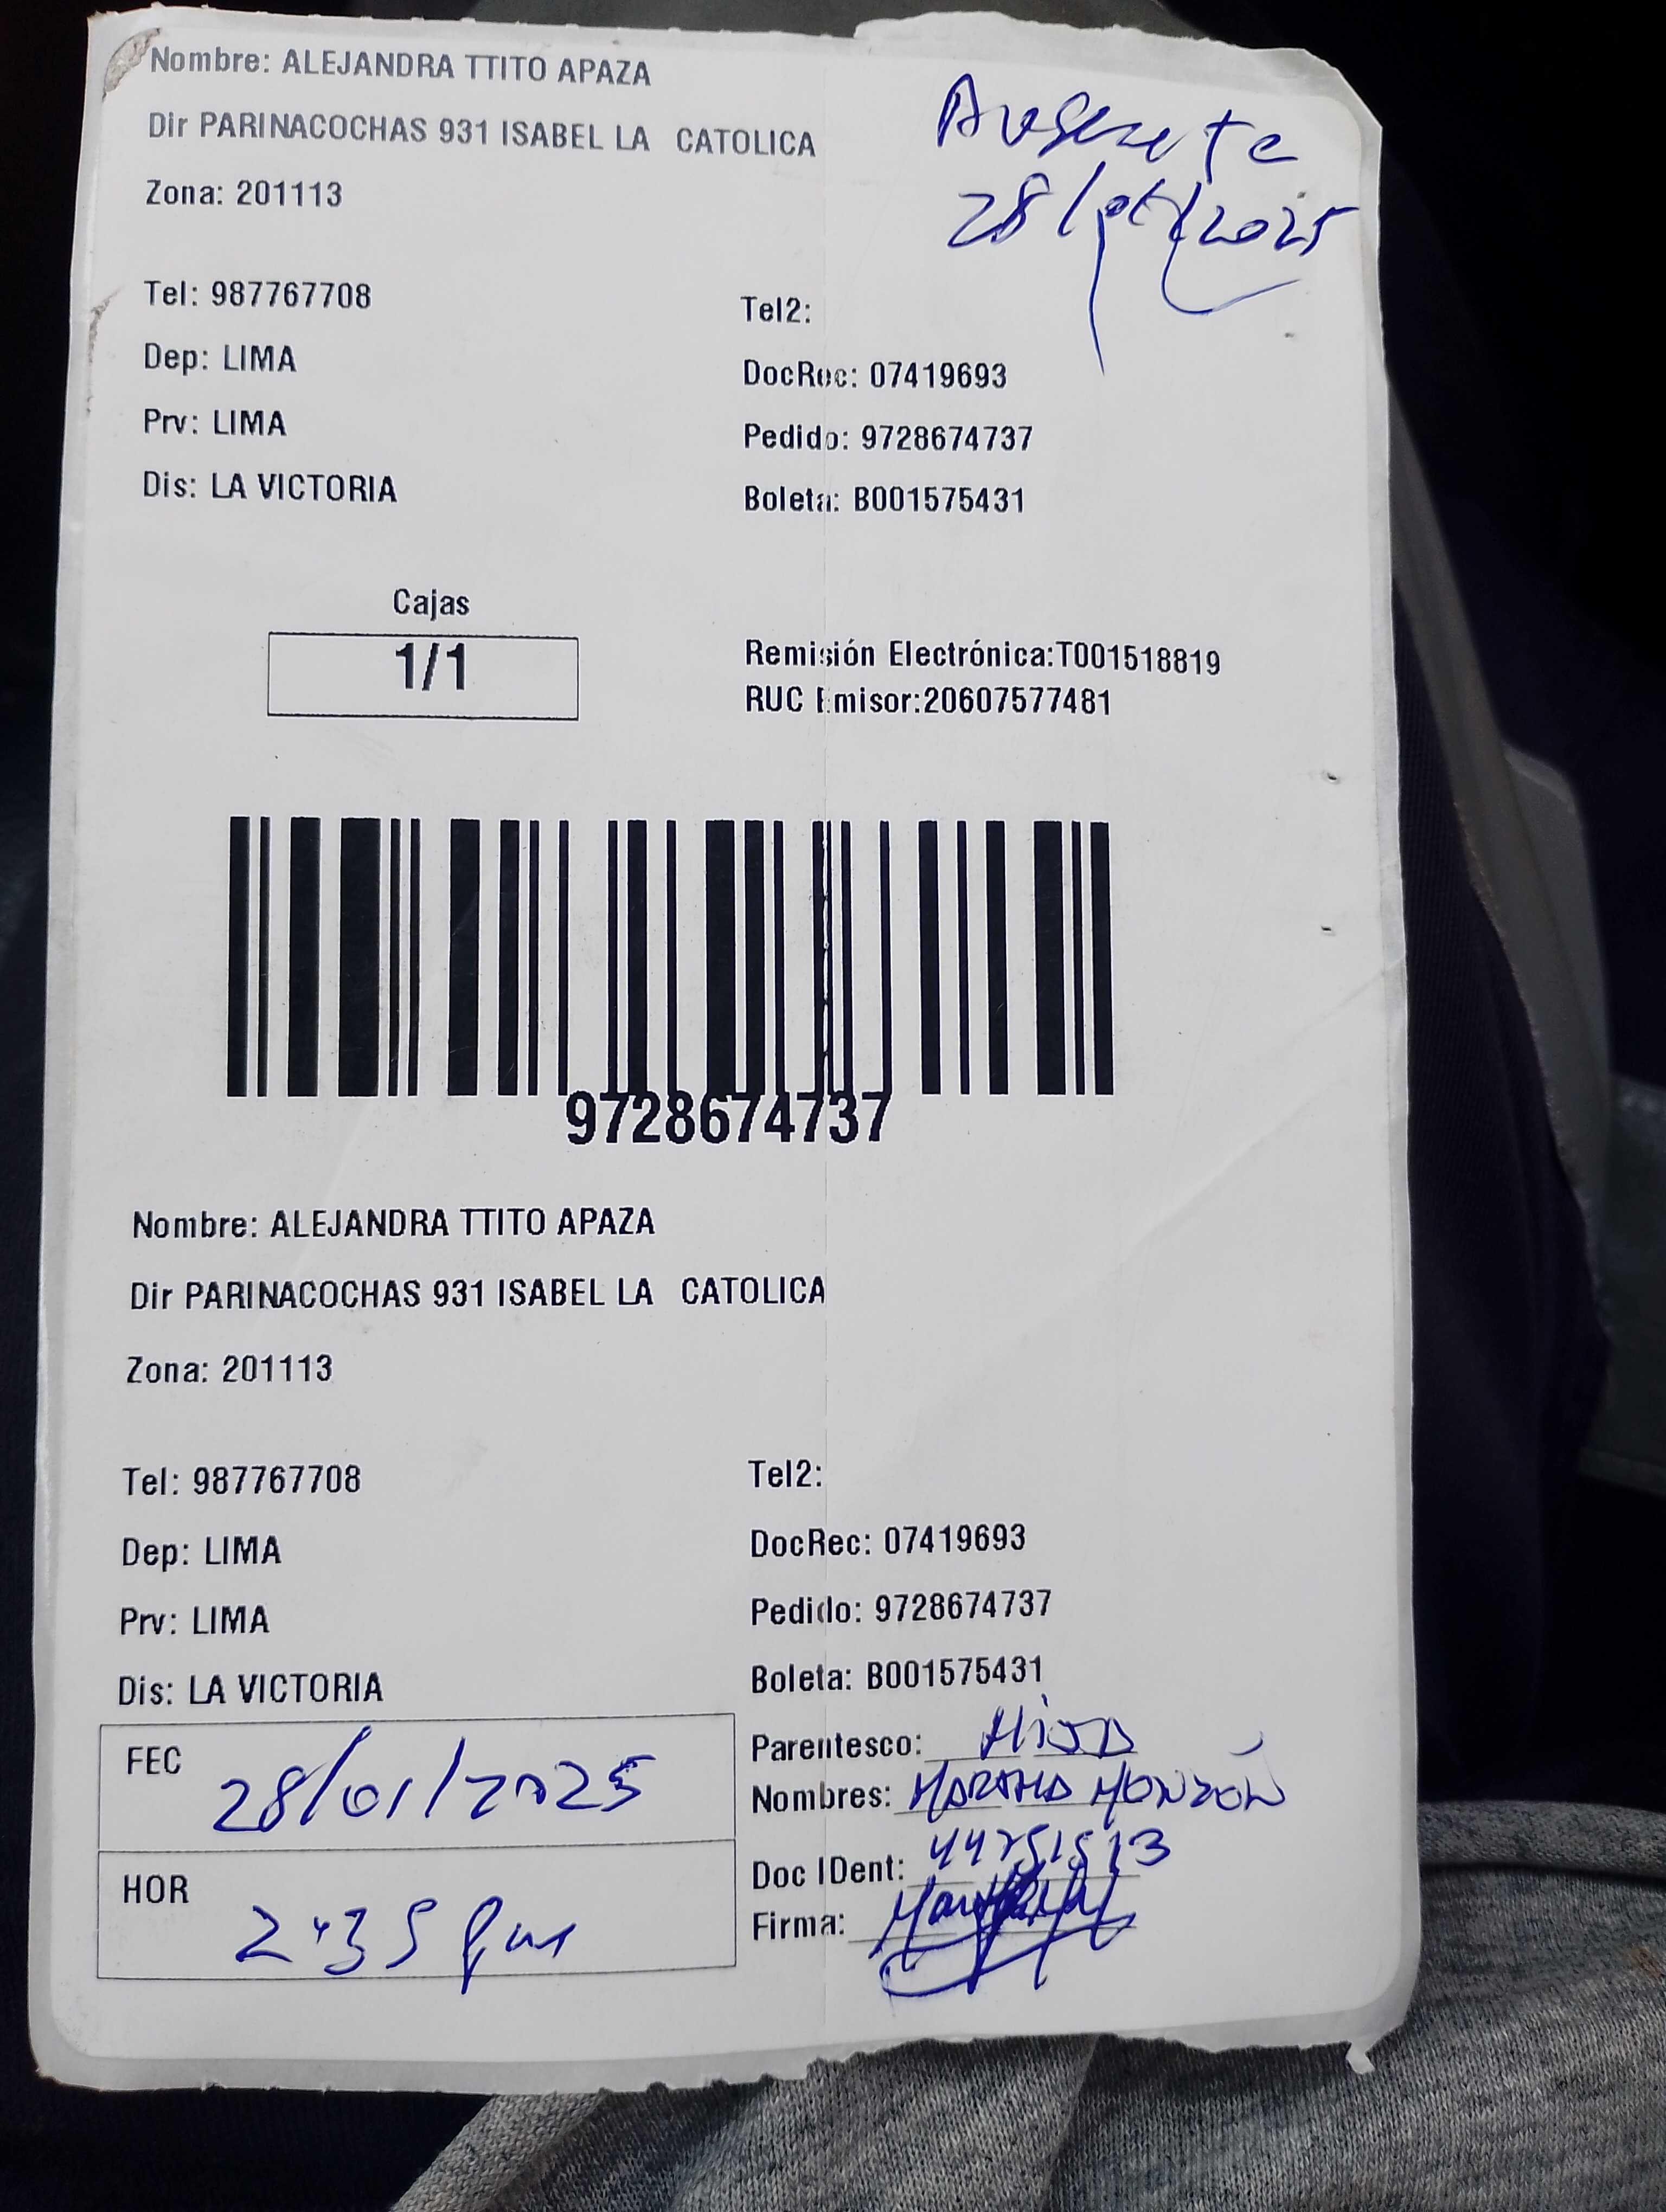 Nombre: ALEJANDRA TTITO APAZA
Dir PARINACOCHAS 931 ISABEL LA CATOLICA
Zona: 201113
Ausente
28/01/2025
Tel: 987767708
Tel2:
Dep: LIMA
DocRec: 07419693
Prv: LIMA
Pedido: 9728674737
Dis: LA VICTORIA
Boleta: B001575431
Cajas
1/1
Remisión Electrónica:T001518819
RUC Emisor:20607577481
9728674737
Nombre: ALEJANDRA TTITO APAZA
Dir PARINACOCHAS 931 ISABEL LA CATOLICA
Zona: 201113
Tel: 987767708
Tel2:
Dep: LIMA
DocRec: 07419693
Prv: LIMA
Pedido: 9728674737
Dis: LA VICTORIA
Boleta: B001575431
FEC 28/01/2025
HOR 2:35 pm
Parentesco: HIJA
Nombres: MARTHA MONZÓN
Doc IDent:
Firma: